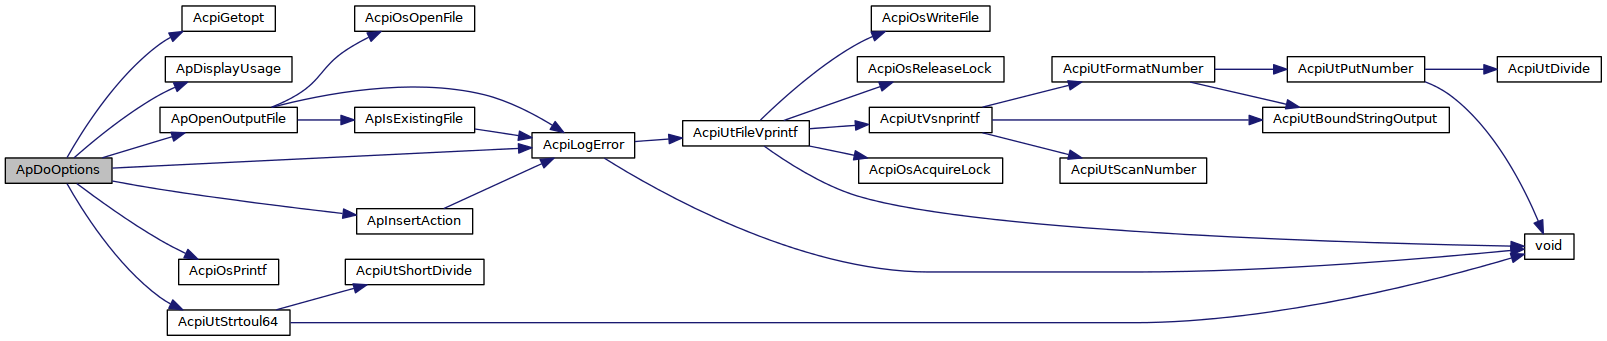 AcpiGetopt
AcpiOsOpenFile
AcpiOsWriteFile
ApDisplayUsage
AcpiOsReleaseLock
AcpiUtFormatNumber
AcpiUtPutNumber
AcpiUtDivide
ApOpenOutputFile
ApIsExistingFile
AcpiUtVsnprintf
AcpiUtBoundStringOutput
AcpiUtFileVprintf
AcpiLogError
ApDoOptions
AcpiOsAcquireLock
AcpiUtScanNumber
ApInsertAction
void
AcpiOsPrintf
AcpiUtShortDivide
AcpiUtStrtoul64